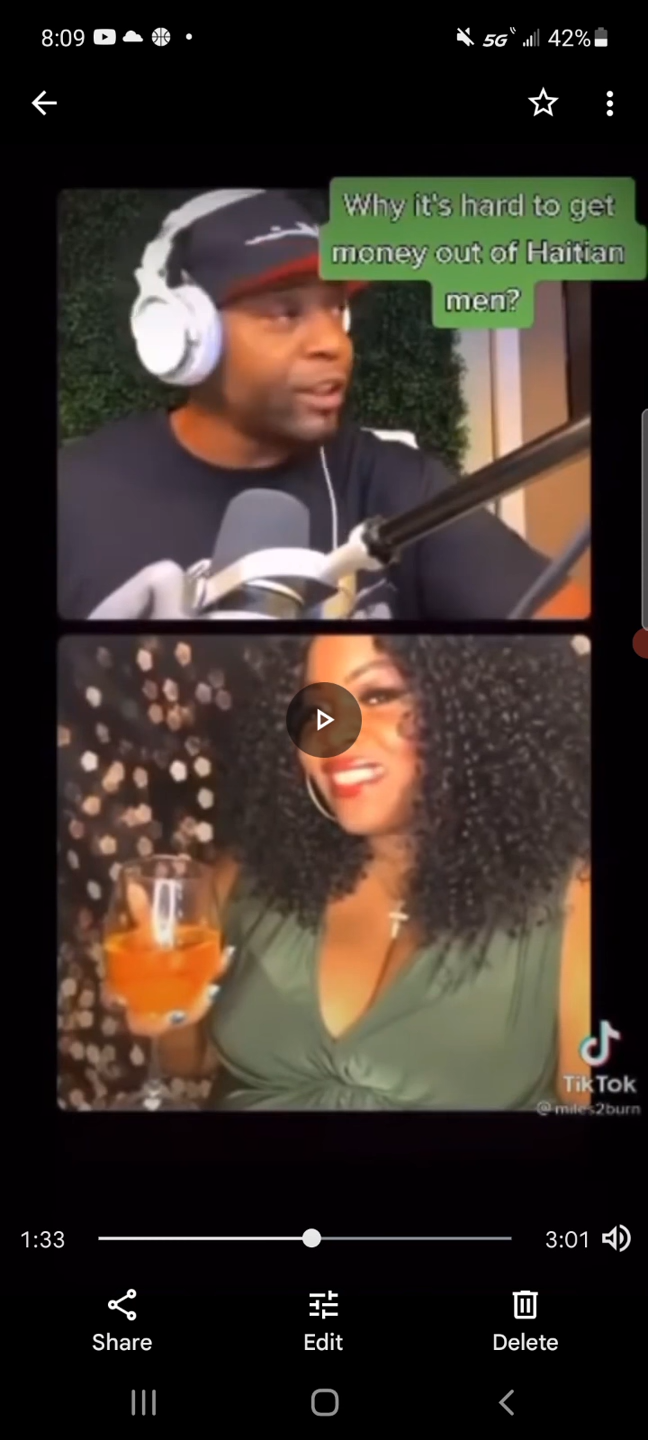 8:09
5G
42%
Why it's hard to get
money out of Haitian
men?
TikTok
@miles2burn
1:33
3:01
Share
Edit
Delete